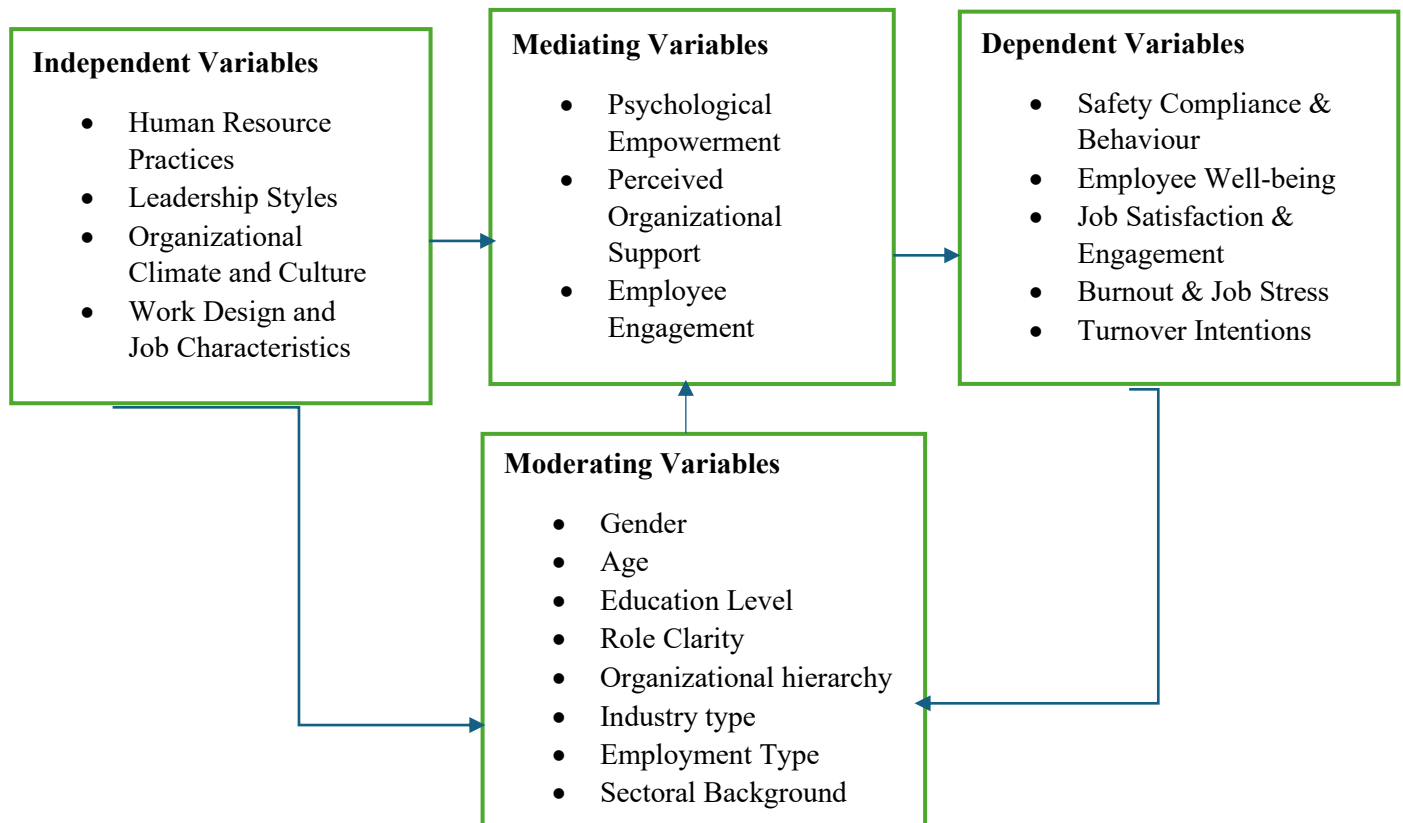 Independent Variables
• Human Resource
Practices
• Leadership Styles
• Organizational
Climate and Culture
• Work Design and
Job Characteristics
Mediating Variables
• Psychological
Empowerment
• Perceived
Organizational
Support
• Employee
Engagement
Dependent Variables
• Safety Compliance &
Behaviour
• Employee Well-being
• Job Satisfaction &
Engagement
• Burnout & Job Stress
• Turnover Intentions
Moderating Variables
• Gender
• Age
• Education Level
• Role Clarity
• Organizational hierarchy
• Industry type
• Employment Type
• Sectoral Background